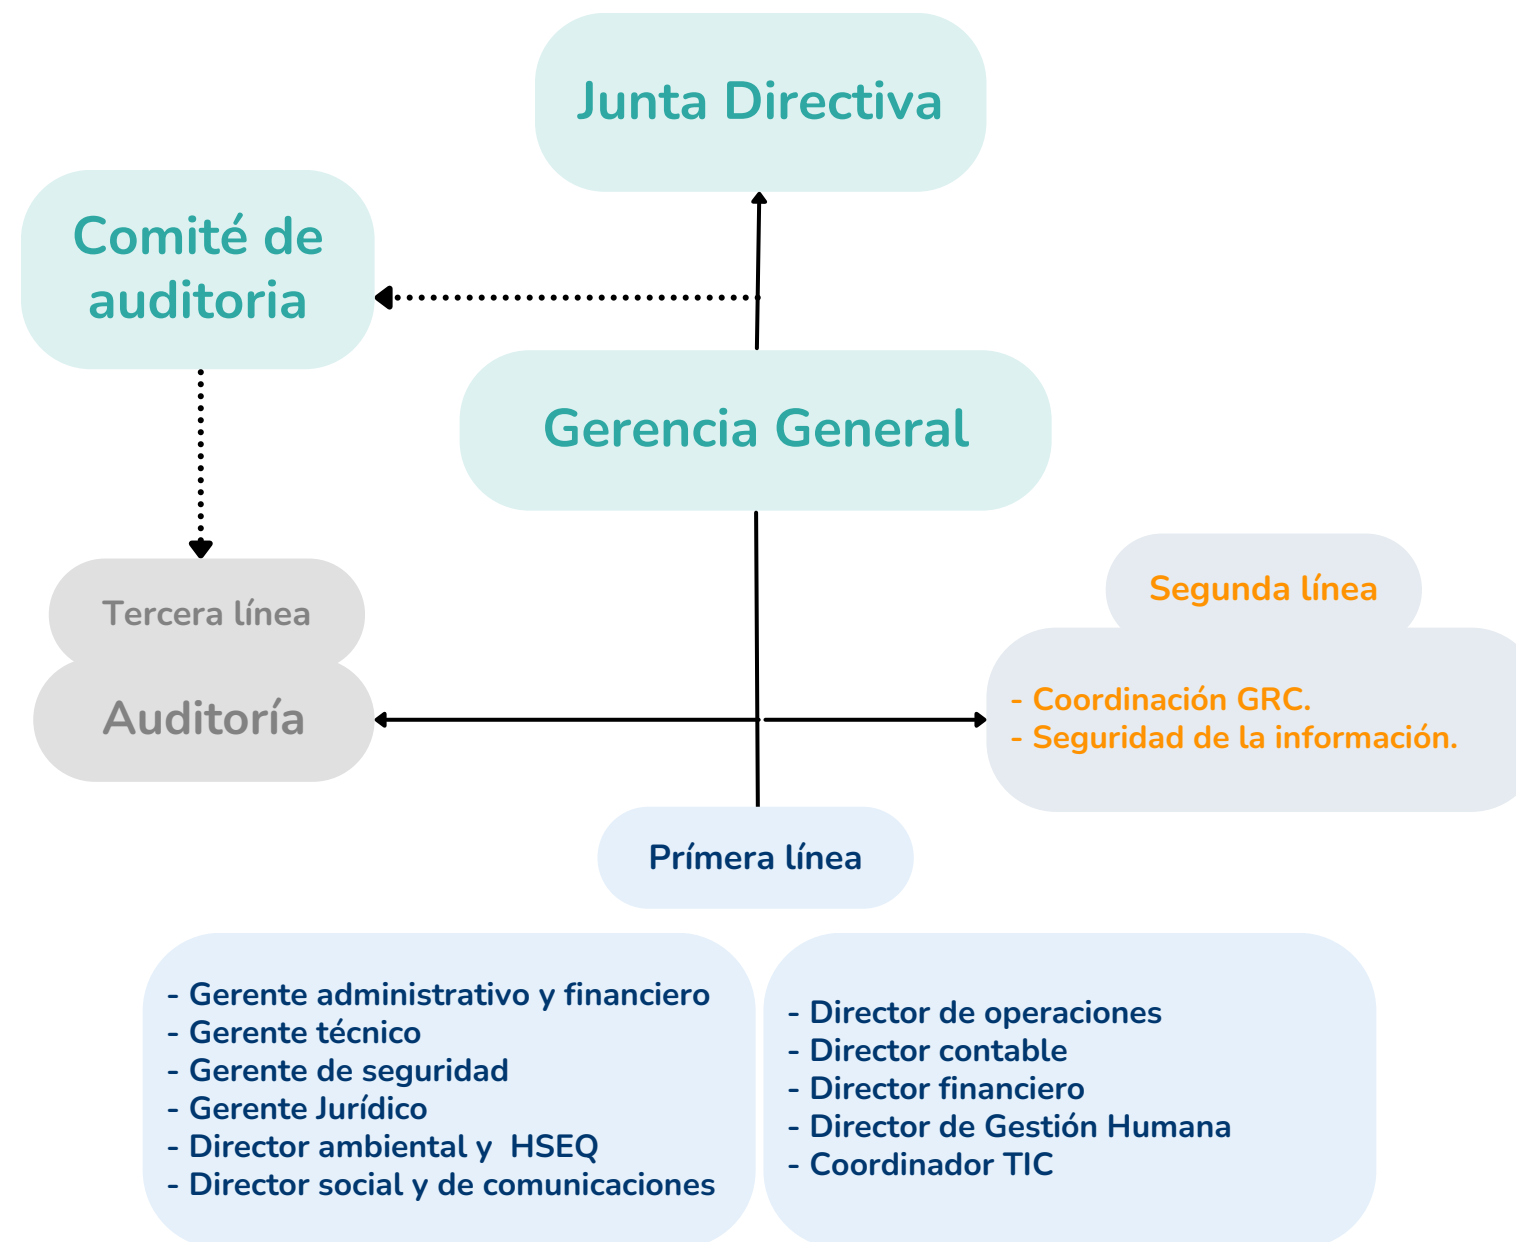 Junta Directiva
Comité de
auditoria
Gerencia General
Tercera línea
Auditoría
Segunda línea
- Coordinación GRC.
- Seguridad de la información.
Prímera línea
- Gerente administrativo y financiero
- Gerente técnico
- Gerente de seguridad
- Gerente Jurídico
- Director ambiental y  HSEQ
- Director social y de comunicaciones
- Director de operaciones
- Director contable
- Director financiero
- Director de Gestión Humana
- Coordinador TIC